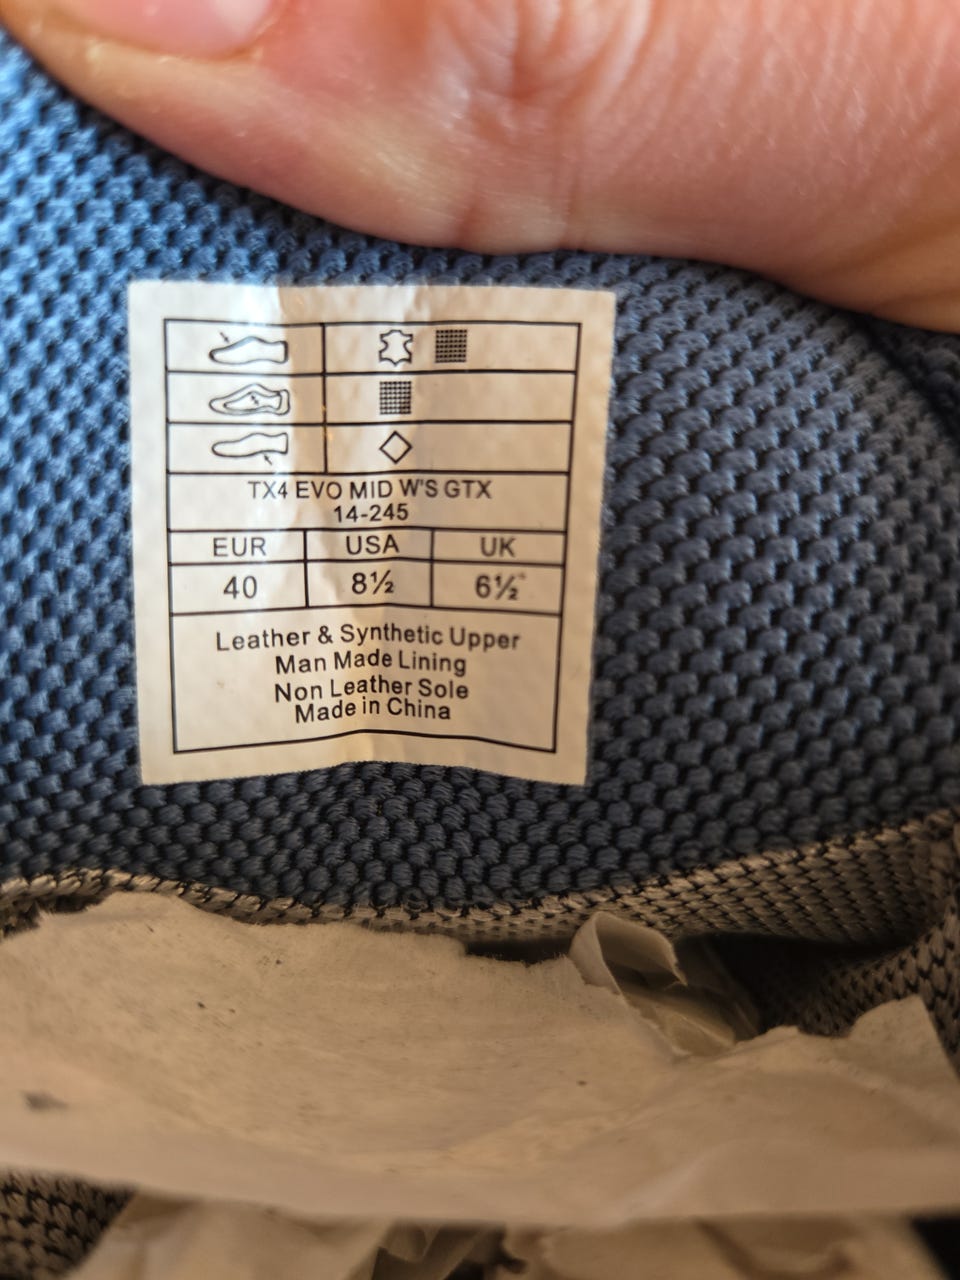 TX4 EVO MID W'S GTX
14-245
EUR USA UK
40 8½ 6½
Leather & Synthetic Upper
Man Made Lining
Non Leather Sole
Made in China